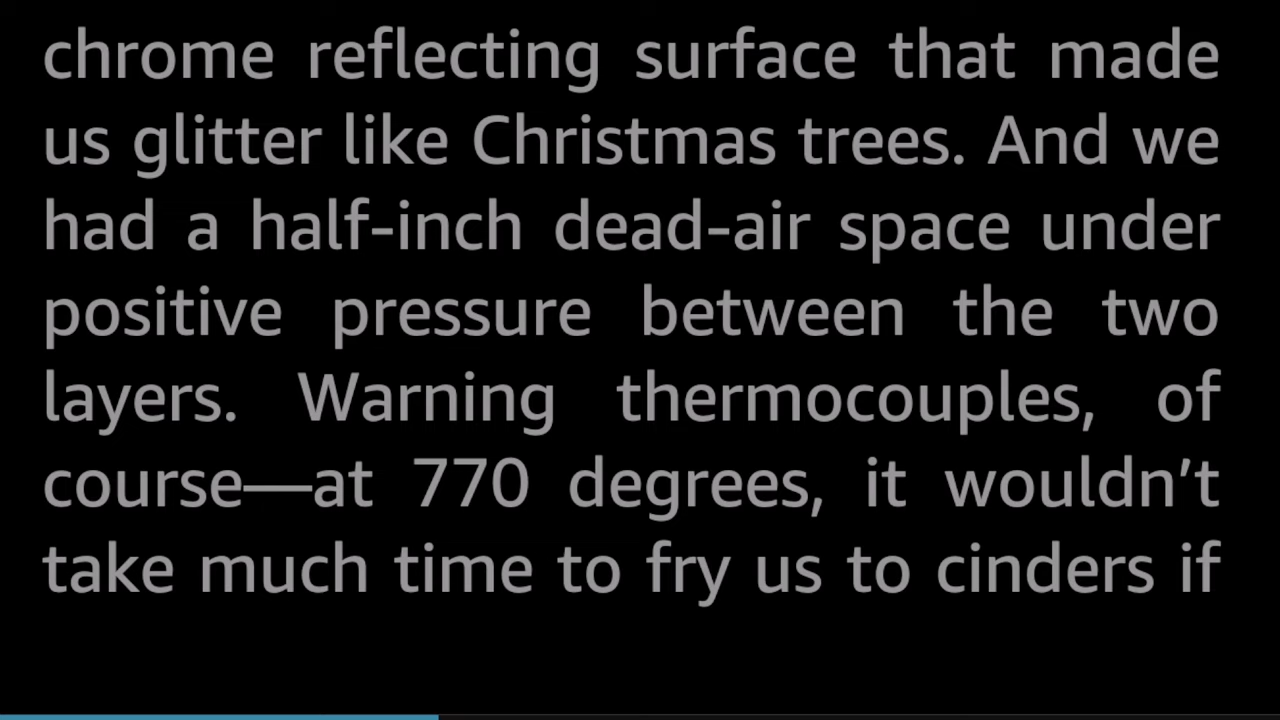 chrome reflecting surface that made
us glitter like Christmas trees. And we
had a half-inch dead-air space under
positive pressure between the two
layers. Warning thermocouples, of
course—at 770 degrees, it wouldn’t
take much time to fry us to cinders if